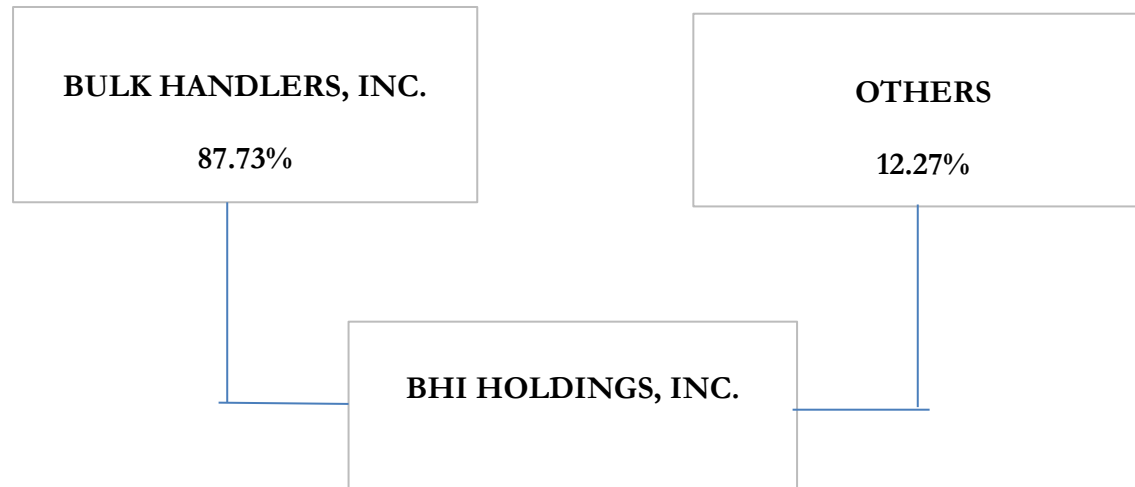 BULK HANDLERS, INC.
87.73%
OTHERS
12.27%
BHI HOLDINGS, INC.